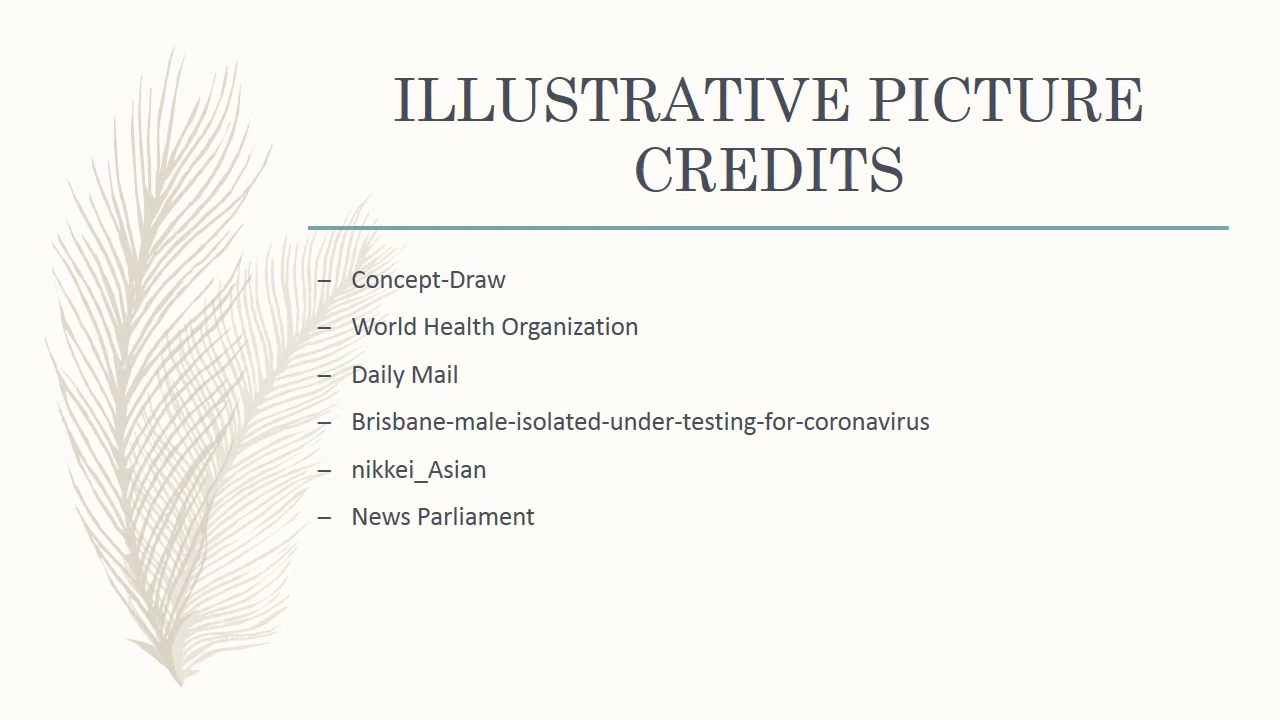 ILLUSTRATIVE PICTURE
CREDITS
– Concept-Draw
– World Health Organization
– Daily Mail
– Brisbane-male-isolated-under-testing-for-coronavirus
– nikkei_Asian
– News Parliament